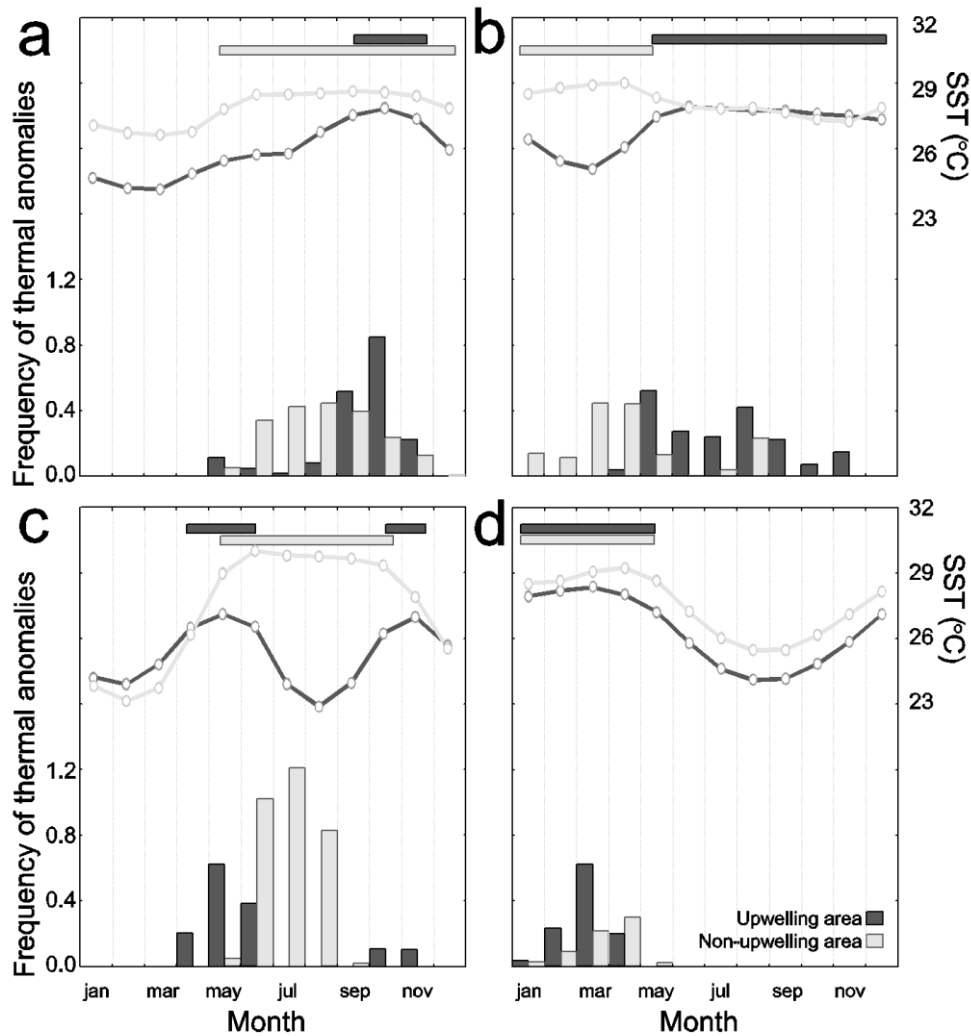 a
b
32
29
26
23
SST (°C)
Frequency of thermal anomalies
1.2
0.8
0.4
0.0
c
d
32
29
26
23
SST (°C)
Frequency of thermal anomalies
1.2
0.8
0.4
0.0
Upwelling area
Non-upwelling area
jan mar may jul sep nov
jan mar may jul sep nov
Month
Month